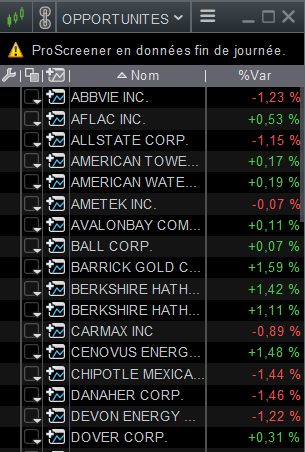 OPPORTUNITES
ProScreener en données fin de journée.
Nom %Var
ABBVIE INC. -1,23 %
AFLAC INC. +0,53 %
ALLSTATE CORP. -1,15 %
AMERICAN TOWE... +0,17 %
AMERICAN WATE... +0,19 %
AMETEK INC. -0,07 %
AVALONBAY COM... +0,11 %
BALL CORP. +0,07 %
BARRICK GOLD C... +1,59 %
BERKSHIRE HATH... +1,42 %
BERKSHIRE HATH... +1,11 %
CARMAX INC -0,89 %
CENOVUS ENERG... +1,48 %
CHIPOTLE MEXICA... -1,44 %
DANAHER CORP. -1,46 %
DEVON ENERGY ... -1,22 %
DOVER CORP. +0,31 %